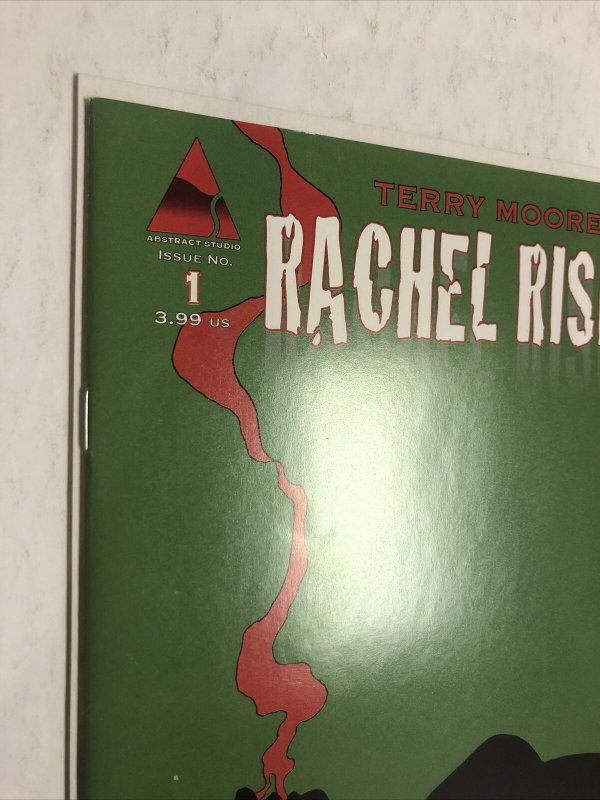 ABSTRACT STUDIO
ISSUE NO.
1
3.99 US
TERRY MOORE
RACHEL RIS